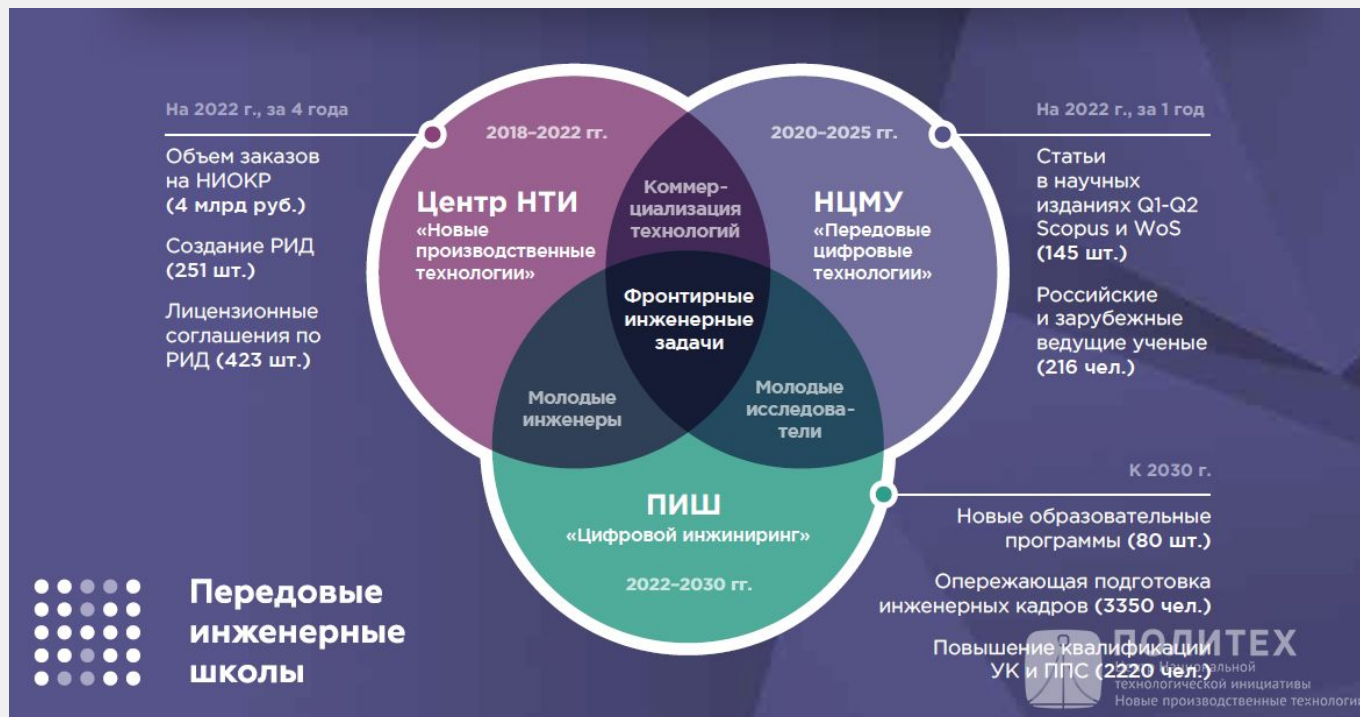 На 2022 г., за 4 года
Объем заказов
на НИОКР
(4 млрд руб.)
Создание РИД
(251 шт.)
Лицензионные
соглашения по
РИД (423 шт.)
2018–2022 гг.
Центр НТИ
«Новые
производственные
технологии»
Коммер-
циализация
технологий
2020–2025 гг.
НЦМУ
«Передовые
цифровые
технологии»
На 2022 г., за 1 год
Статьи
в научных
изданиях Q1-Q2
Scopus и WoS
(145 шт.)
Российские
и зарубежные
ведущие ученые
(216 чел.)
Фронтирные
инженерные
задачи
Молодые
инженеры
Молодые
исследова-
тели
ПИШ
«Цифровой инжиниринг»
2022–2030 гг.
К 2030 г.
Новые образовательные
программы (80 шт.)
Опережающая подготовка
инженерных кадров (3350 чел.)
Повышение квалификации
УК и ППС (2220 чел.)
Передовые
инженерные
школы
ПОЛИТЕХ
Центр Национальной
технологической инициативы
Новые производственные технологии